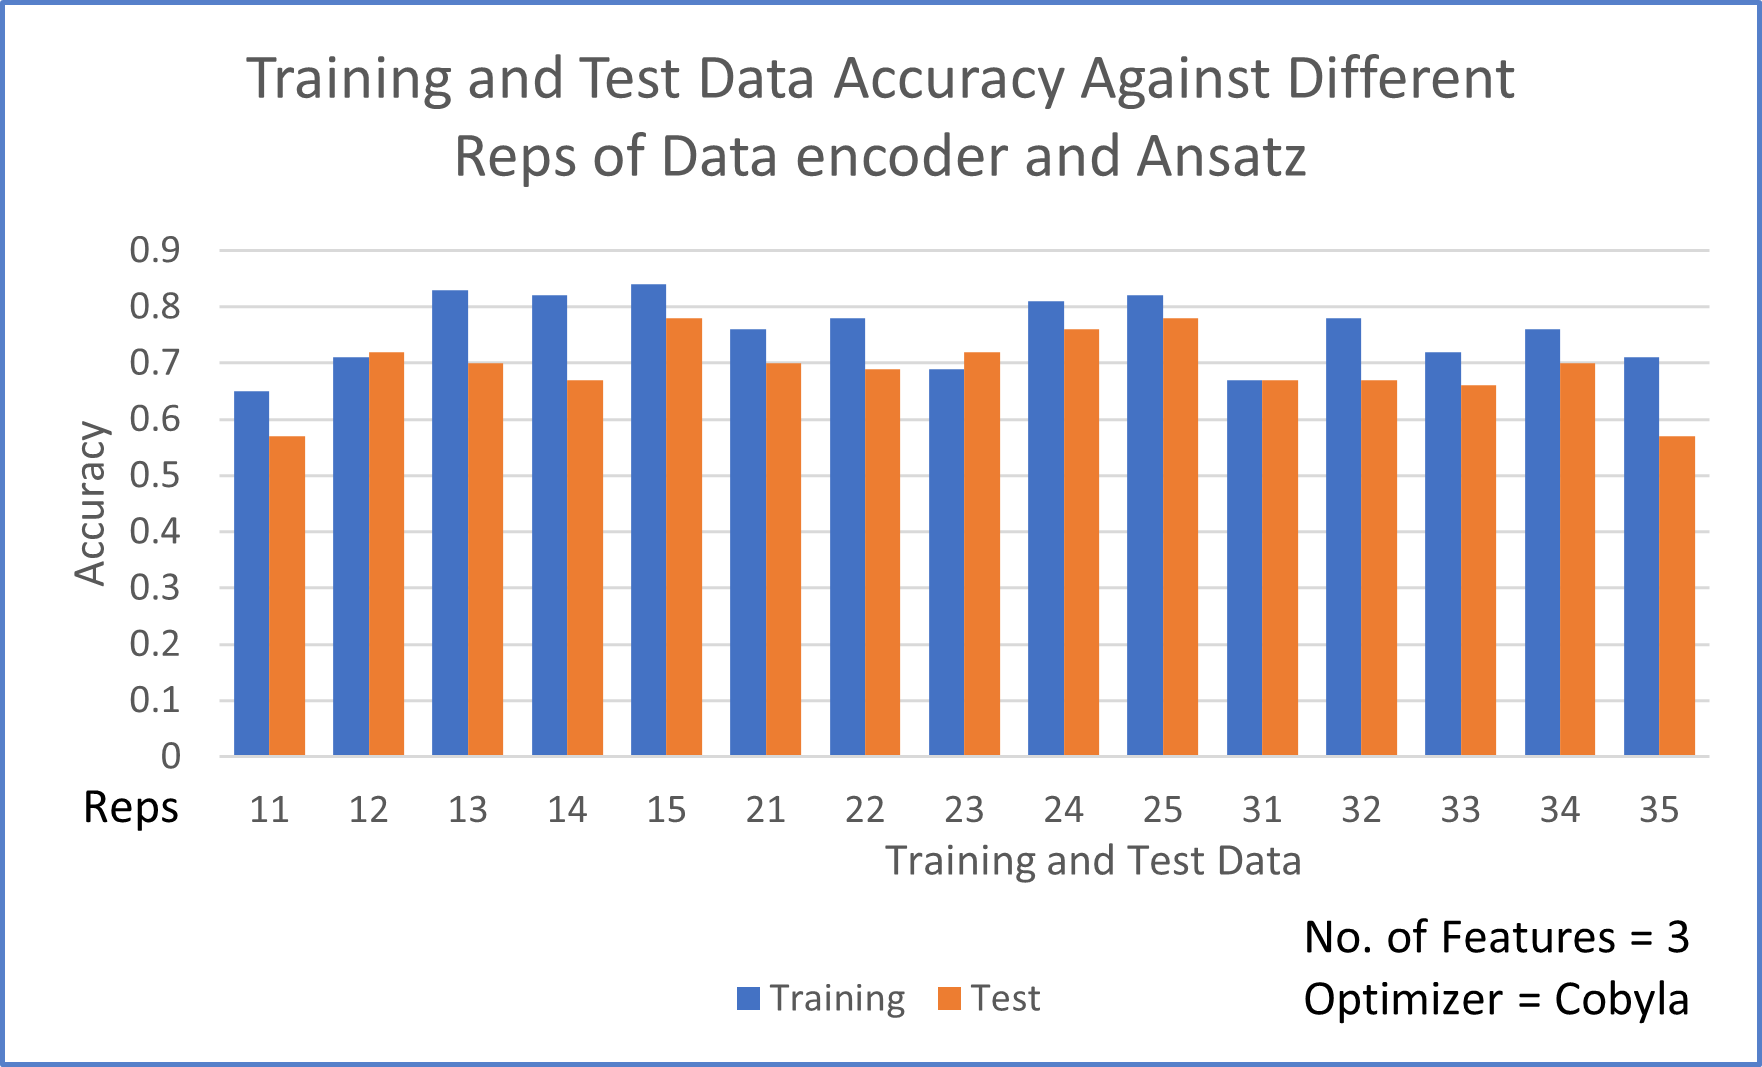 Training and Test Data Accuracy Against Different
Reps of Data encoder and Ansatz
0.9
0.8
0.7
0.6
0.5
0.4
0.3
0.2
0.1
0
Accuracy
Reps 11 12 13 14 15 21 22 23 24 25 31 32 33 34 35
Training and Test Data
No. of Features = 3
Optimizer = Cobyla
Training Test